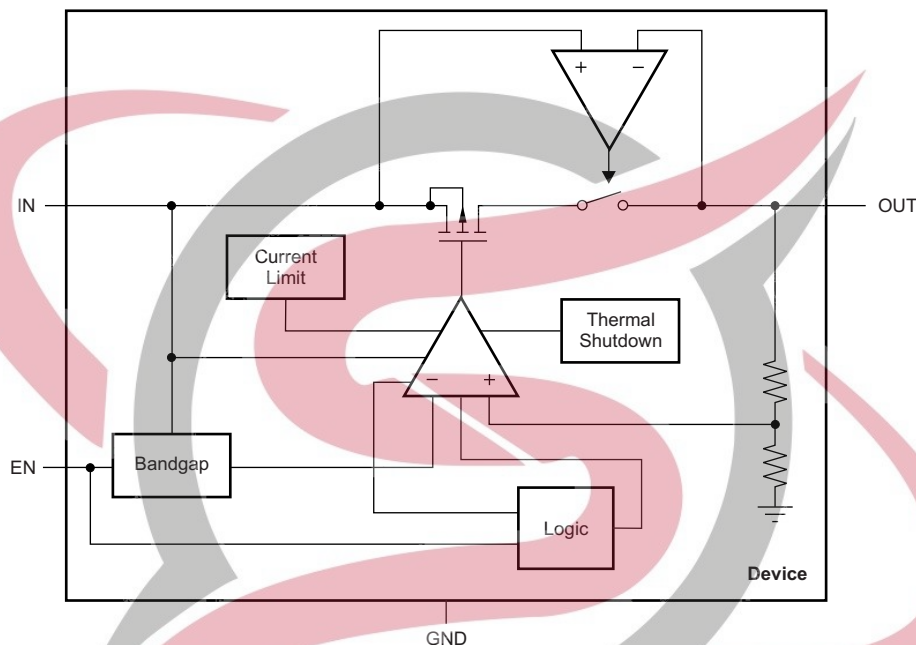 + −
IN
OUT
Current
Limit
Thermal
Shutdown
− +
EN
Bandgap
Logic
Device
GND